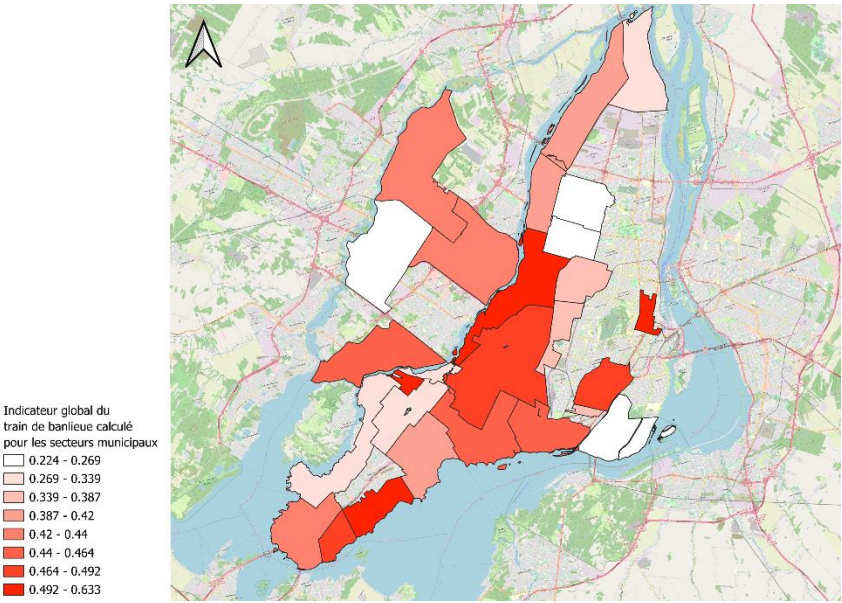 Indicateur global du
train de banlieue calculé
pour les secteurs municipaux
0.224 - 0.269
0.269 - 0.339
0.339 - 0.387
0.387 - 0.42
0.42 - 0.44
0.44 - 0.464
0.464 - 0.492
0.492 - 0.633